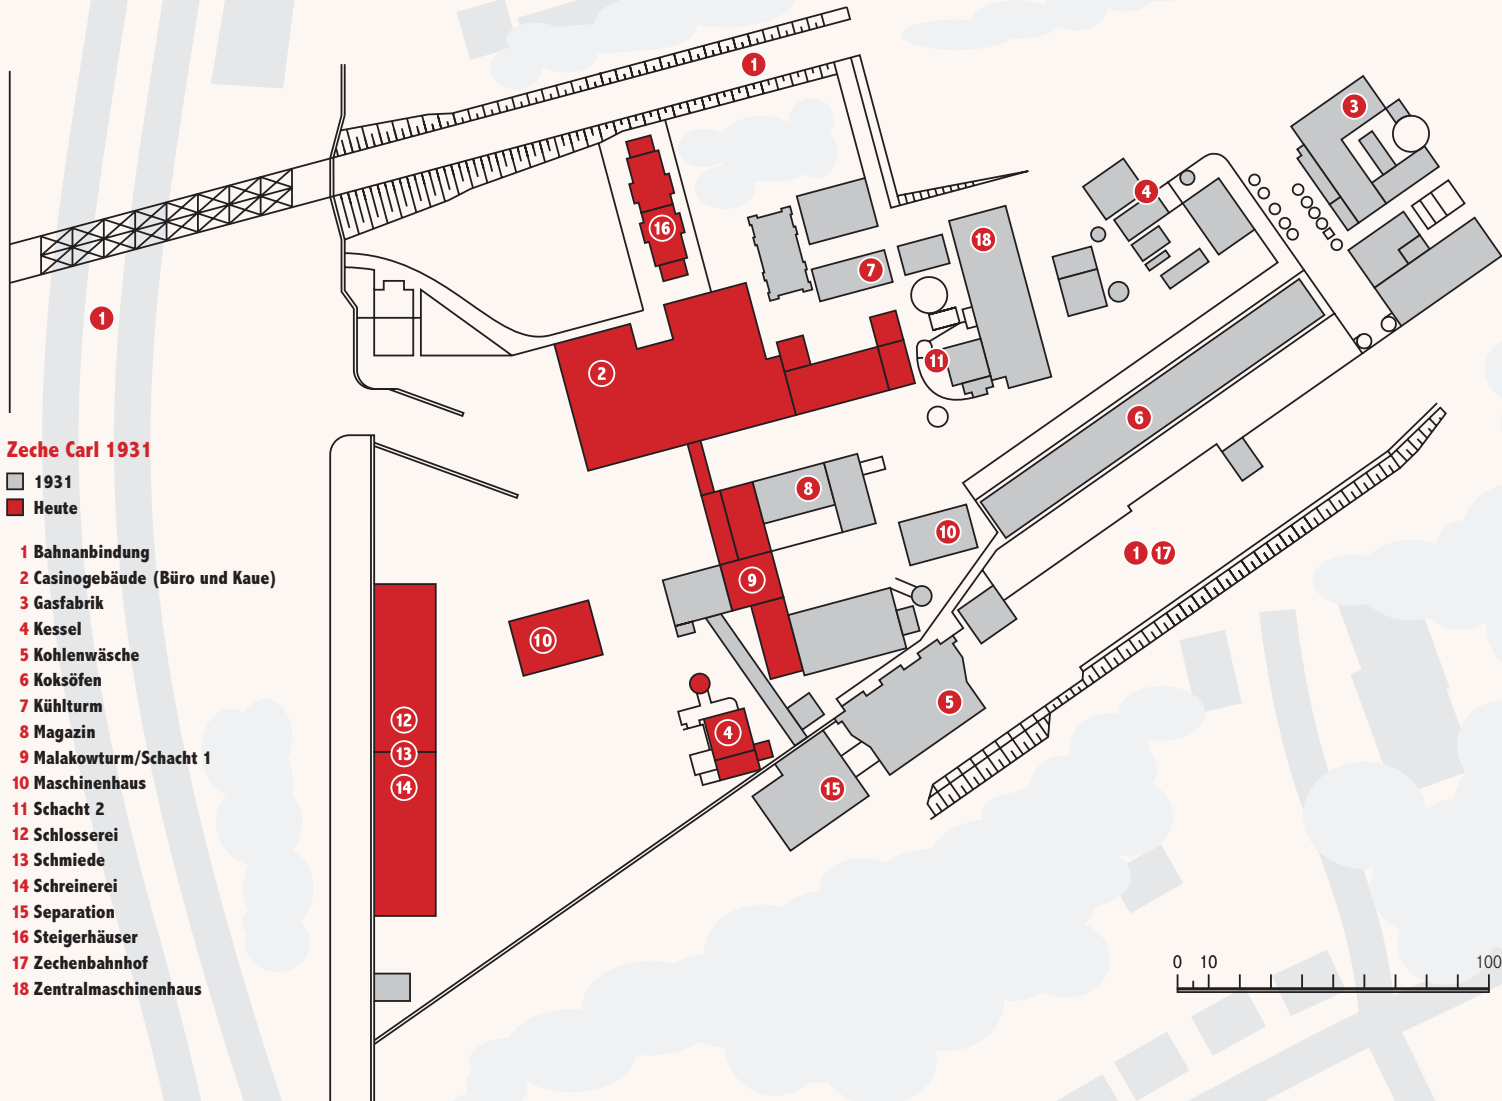 1
3
4
16
18
7
1
11
2
6
Zeche Carl 1931
1931
8
Heute
10
1 17
1 Bahnanbindung
2 Casinogebäude (Büro und Kaue)
9
3 Gasfabrik
4 Kessel
10
5 Kohlenwäsche
6 Koksöfen
7 Kühlturm
5
12
8 Magazin
4
9 Malakowturm/Schacht 1
13
10 Maschinenhaus
14
15
11 Schacht 2
12 Schlosserei
13 Schmiede
14 Schreinerei
15 Separation
16 Steigerhäuser
17 Zechenbahnhof
0 10 100
18 Zentralmaschinenhaus